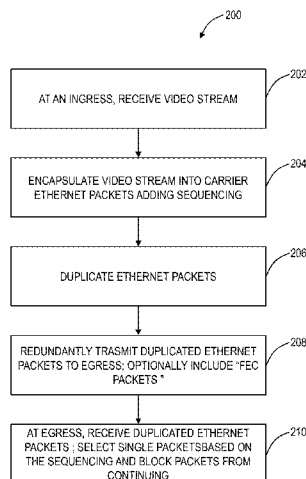 200
202
AT AN INGRESS, RECEIVE VIDEO STREAM
204
ENCAPSULATE VIDEO STREAM INTO CARRIER
ETHERNET PACKETS ADDING SEQUENCING
206
DUPLICATE ETHERNET PACKETS
208
REDUNDANTLY TRASMIT DUPLICATED ETHERNET
PACKETS TO EGRESS; OPTIONALLY INCLUDE "FEC
PACKETS "
210
AT EGRESS, RECEIVE DUPLICATED ETHERNET
PACKETS ; SELECT SINGLE PACKETSBASED ON
THE SEQUENCING AND BLOCK PACKETS FROM
CONTINUING